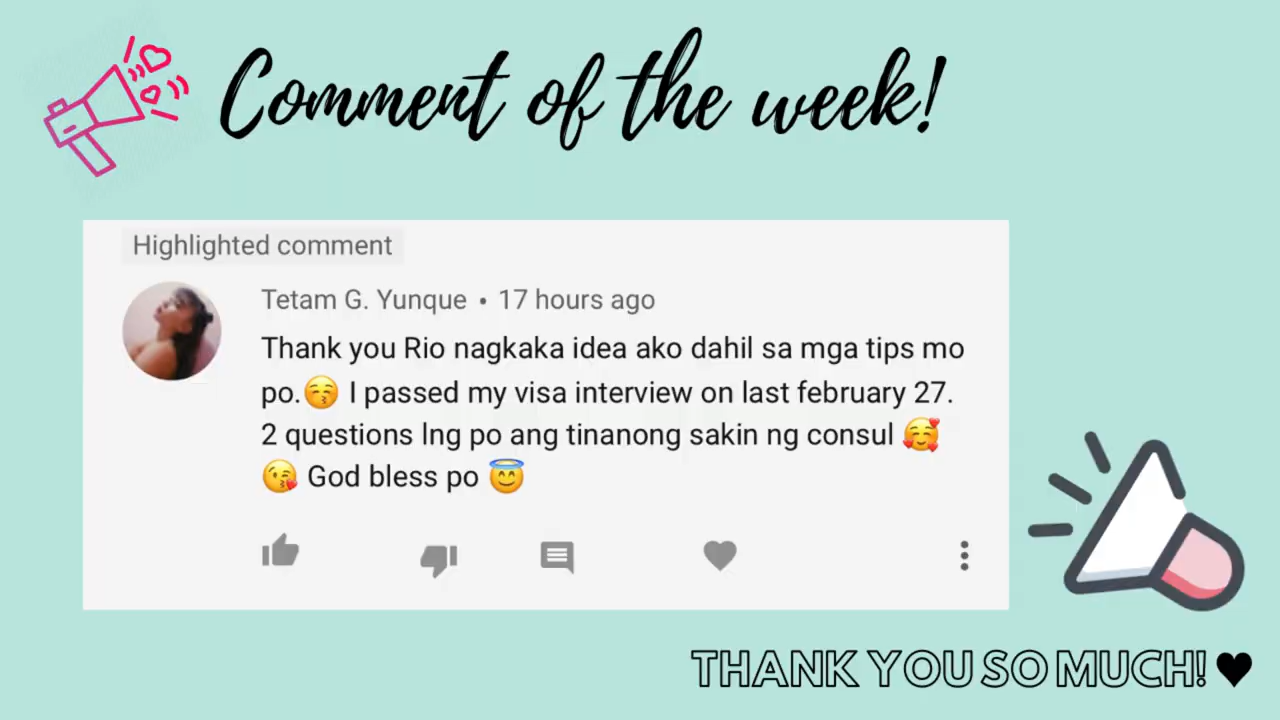 Comment of the week!
Highlighted comment
Tetam G. Yunque • 17 hours ago
Thank you Rio nagkaka idea ako dahil sa mga tips mo
po.😚 I passed my visa interview on last february 27.
2 questions lng po ang tinanong sakin ng consul 🥰
😘 God bless po 😇
THANK YOU SO MUCH! ♥